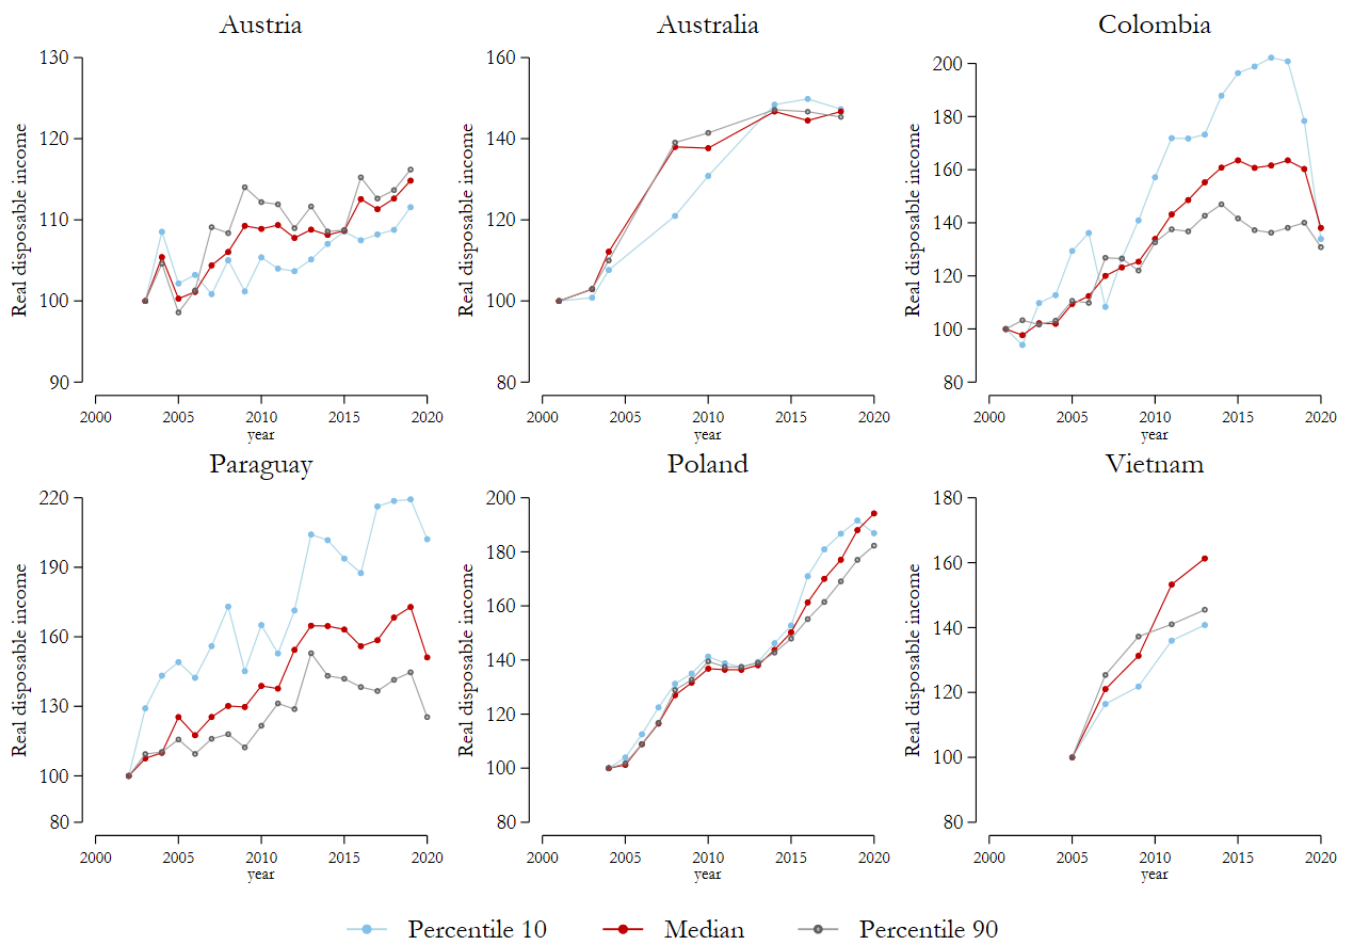 Austria
Real disposable income
130
120
110
100
90
2000 2005 2010 2015 2020
year
Australia
Real disposable income
160
140
120
100
80
2000 2005 2010 2015 2020
year
Colombia
Real disposable income
200
180
160
140
120
100
80
2000 2005 2010 2015 2020
year
Paraguay
Real disposable income
220
190
160
130
100
80
2000 2005 2010 2015 2020
year
Poland
Real disposable income
200
180
160
140
120
100
80
2000 2005 2010 2015 2020
year
Vietnam
Real disposable income
180
160
140
120
100
80
2000 2005 2010 2015 2020
year
Percentile 10 Median Percentile 90